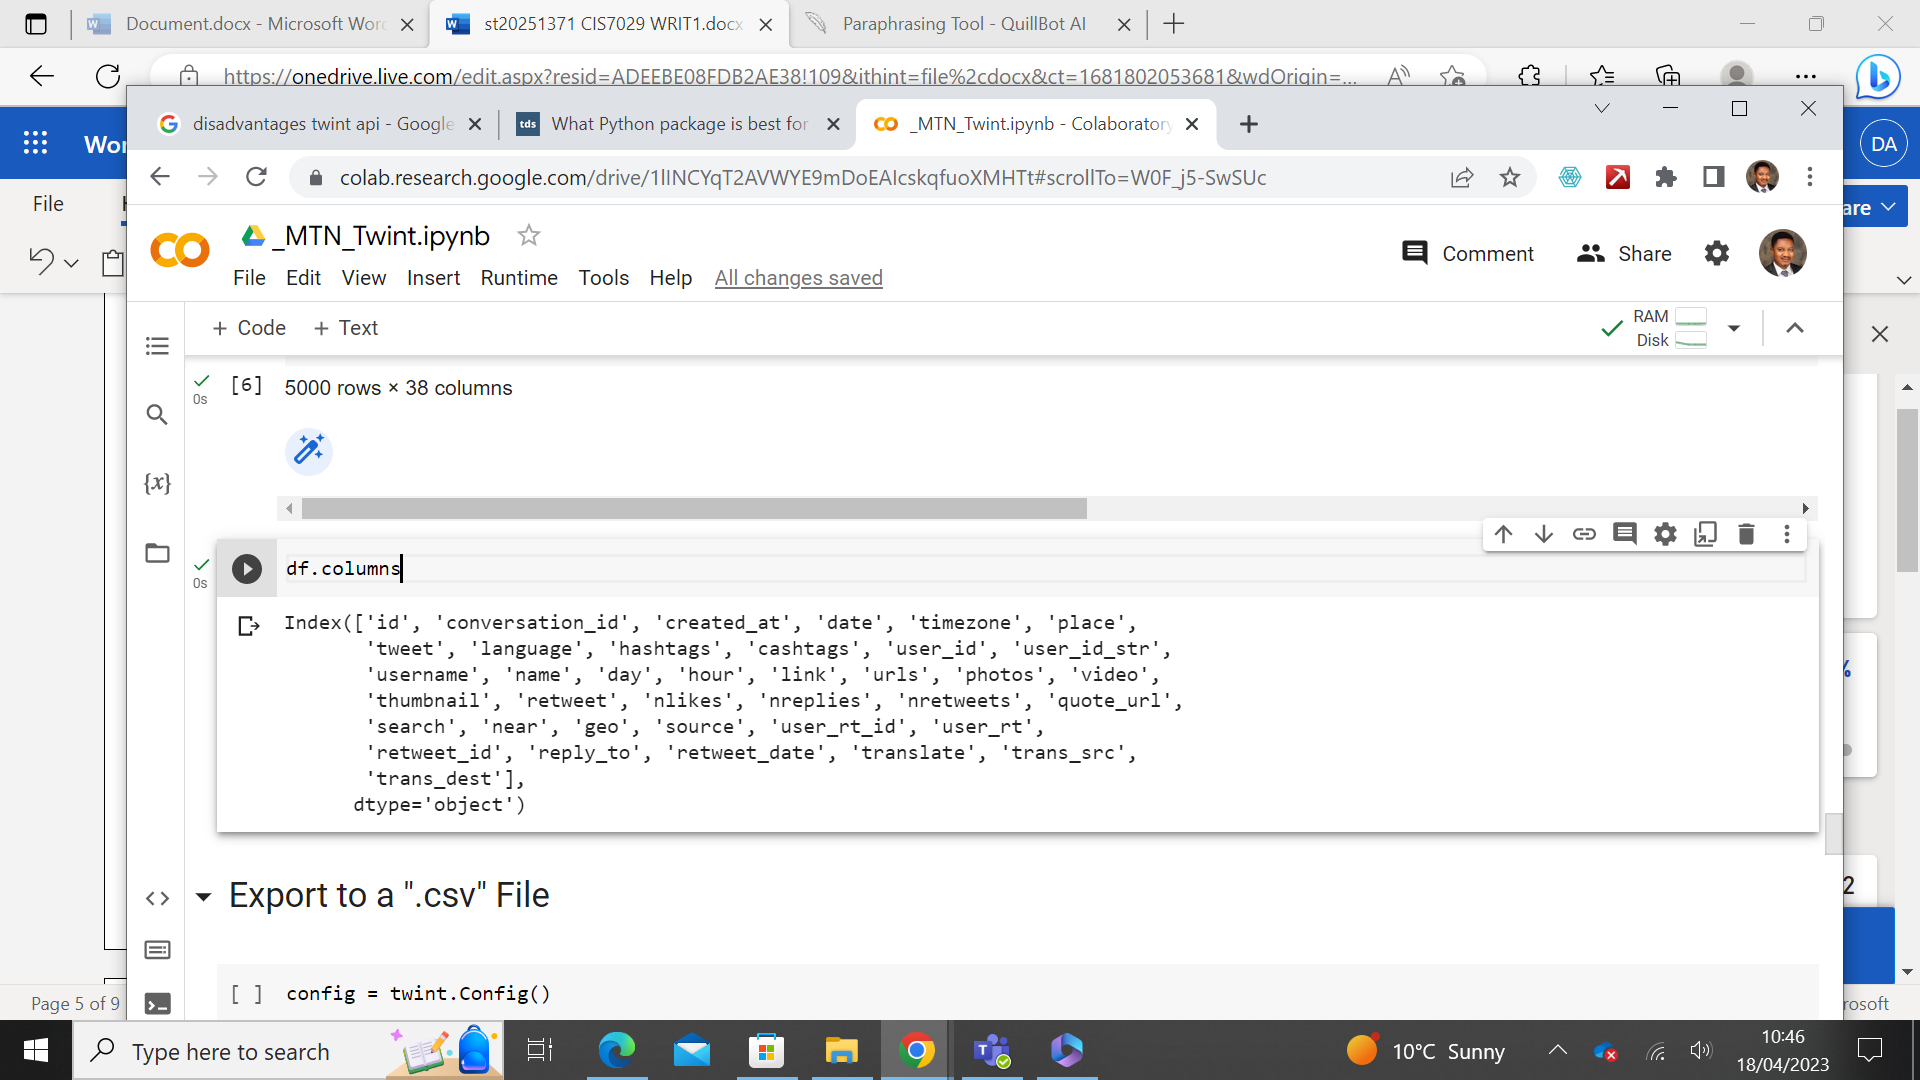 Document.docx - Microsoft Wor
st20251371 CIS7029 WRIT1.docx
Paraphrasing Tool - QuillBot AI
https://onedrive.live.com/edit.aspx?resid=ADEEBE08FDB2AE38!109&ithint=file%2cdocx&ct=1681802053681&wdOrigin=...
disadvantages twint api - Google
tds
What Python package is best for
_MTN_Twint.ipynb - Colaboratory
Wor
DA
File
are
colab.research.google.com/drive/1lINCYqT2AVWYE9mDoEAIcskqfuoXMHTt#scrollTo=W0F_j5-SwSUc
_MTN_Twint.ipynb
File Edit View Insert Runtime Tools Help All changes saved
Comment
Share
+ Code + Text
RAM
Disk
[6] 5000 rows × 38 columns
0s
{x}
df.columns
0s
Index(['id', 'conversation_id', 'created_at', 'date', 'timezone', 'place',
'tweet', 'language', 'hashtags', 'cashtags', 'user_id', 'user_id_str',
'username', 'name', 'day', 'hour', 'link', 'urls', 'photos', 'video',
'thumbnail', 'retweet', 'nlikes', 'nreplies', 'nretweets', 'quote_url',
'search', 'near', 'geo', 'source', 'user_rt_id', 'user_rt',
'retweet_id', 'reply_to', 'retweet_date', 'translate', 'trans_src',
'trans_dest'],
dtype='object')
%
Export to a ".csv" File
2
[ ] config = twint.Config()
Page 5 of 9
rosoft
Type here to search
10°C Sunny
10:46
18/04/2023